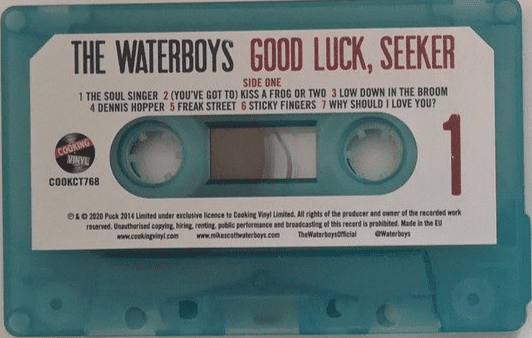 THE WATERBOYS GOOD LUCK, SEEKER
SIDE ONE
1 THE SOUL SINGER 2 (YOU'VE GOT TO) KISS A FROG OR TWO 3 LOW DOWN IN THE BROOM
4 DENNIS HOPPER 5 FREAK STREET 6 STICKY FINGERS 7 WHY SHOULD I LOVE YOU?
COOKING
VINYL
COOKCT768
1
℗ & © 2020 Puck 2014 Limited under exclusive licence to Cooking Vinyl Limited. All rights of the producer and owner of the recorded work
reserved. Unauthorised copying, hiring, renting, public performance and broadcasting of this record is prohibited. Made in the EU
www.cookingvinyl.com www.mikescottwaterboys.com TheWaterboysOfficial @Waterboys